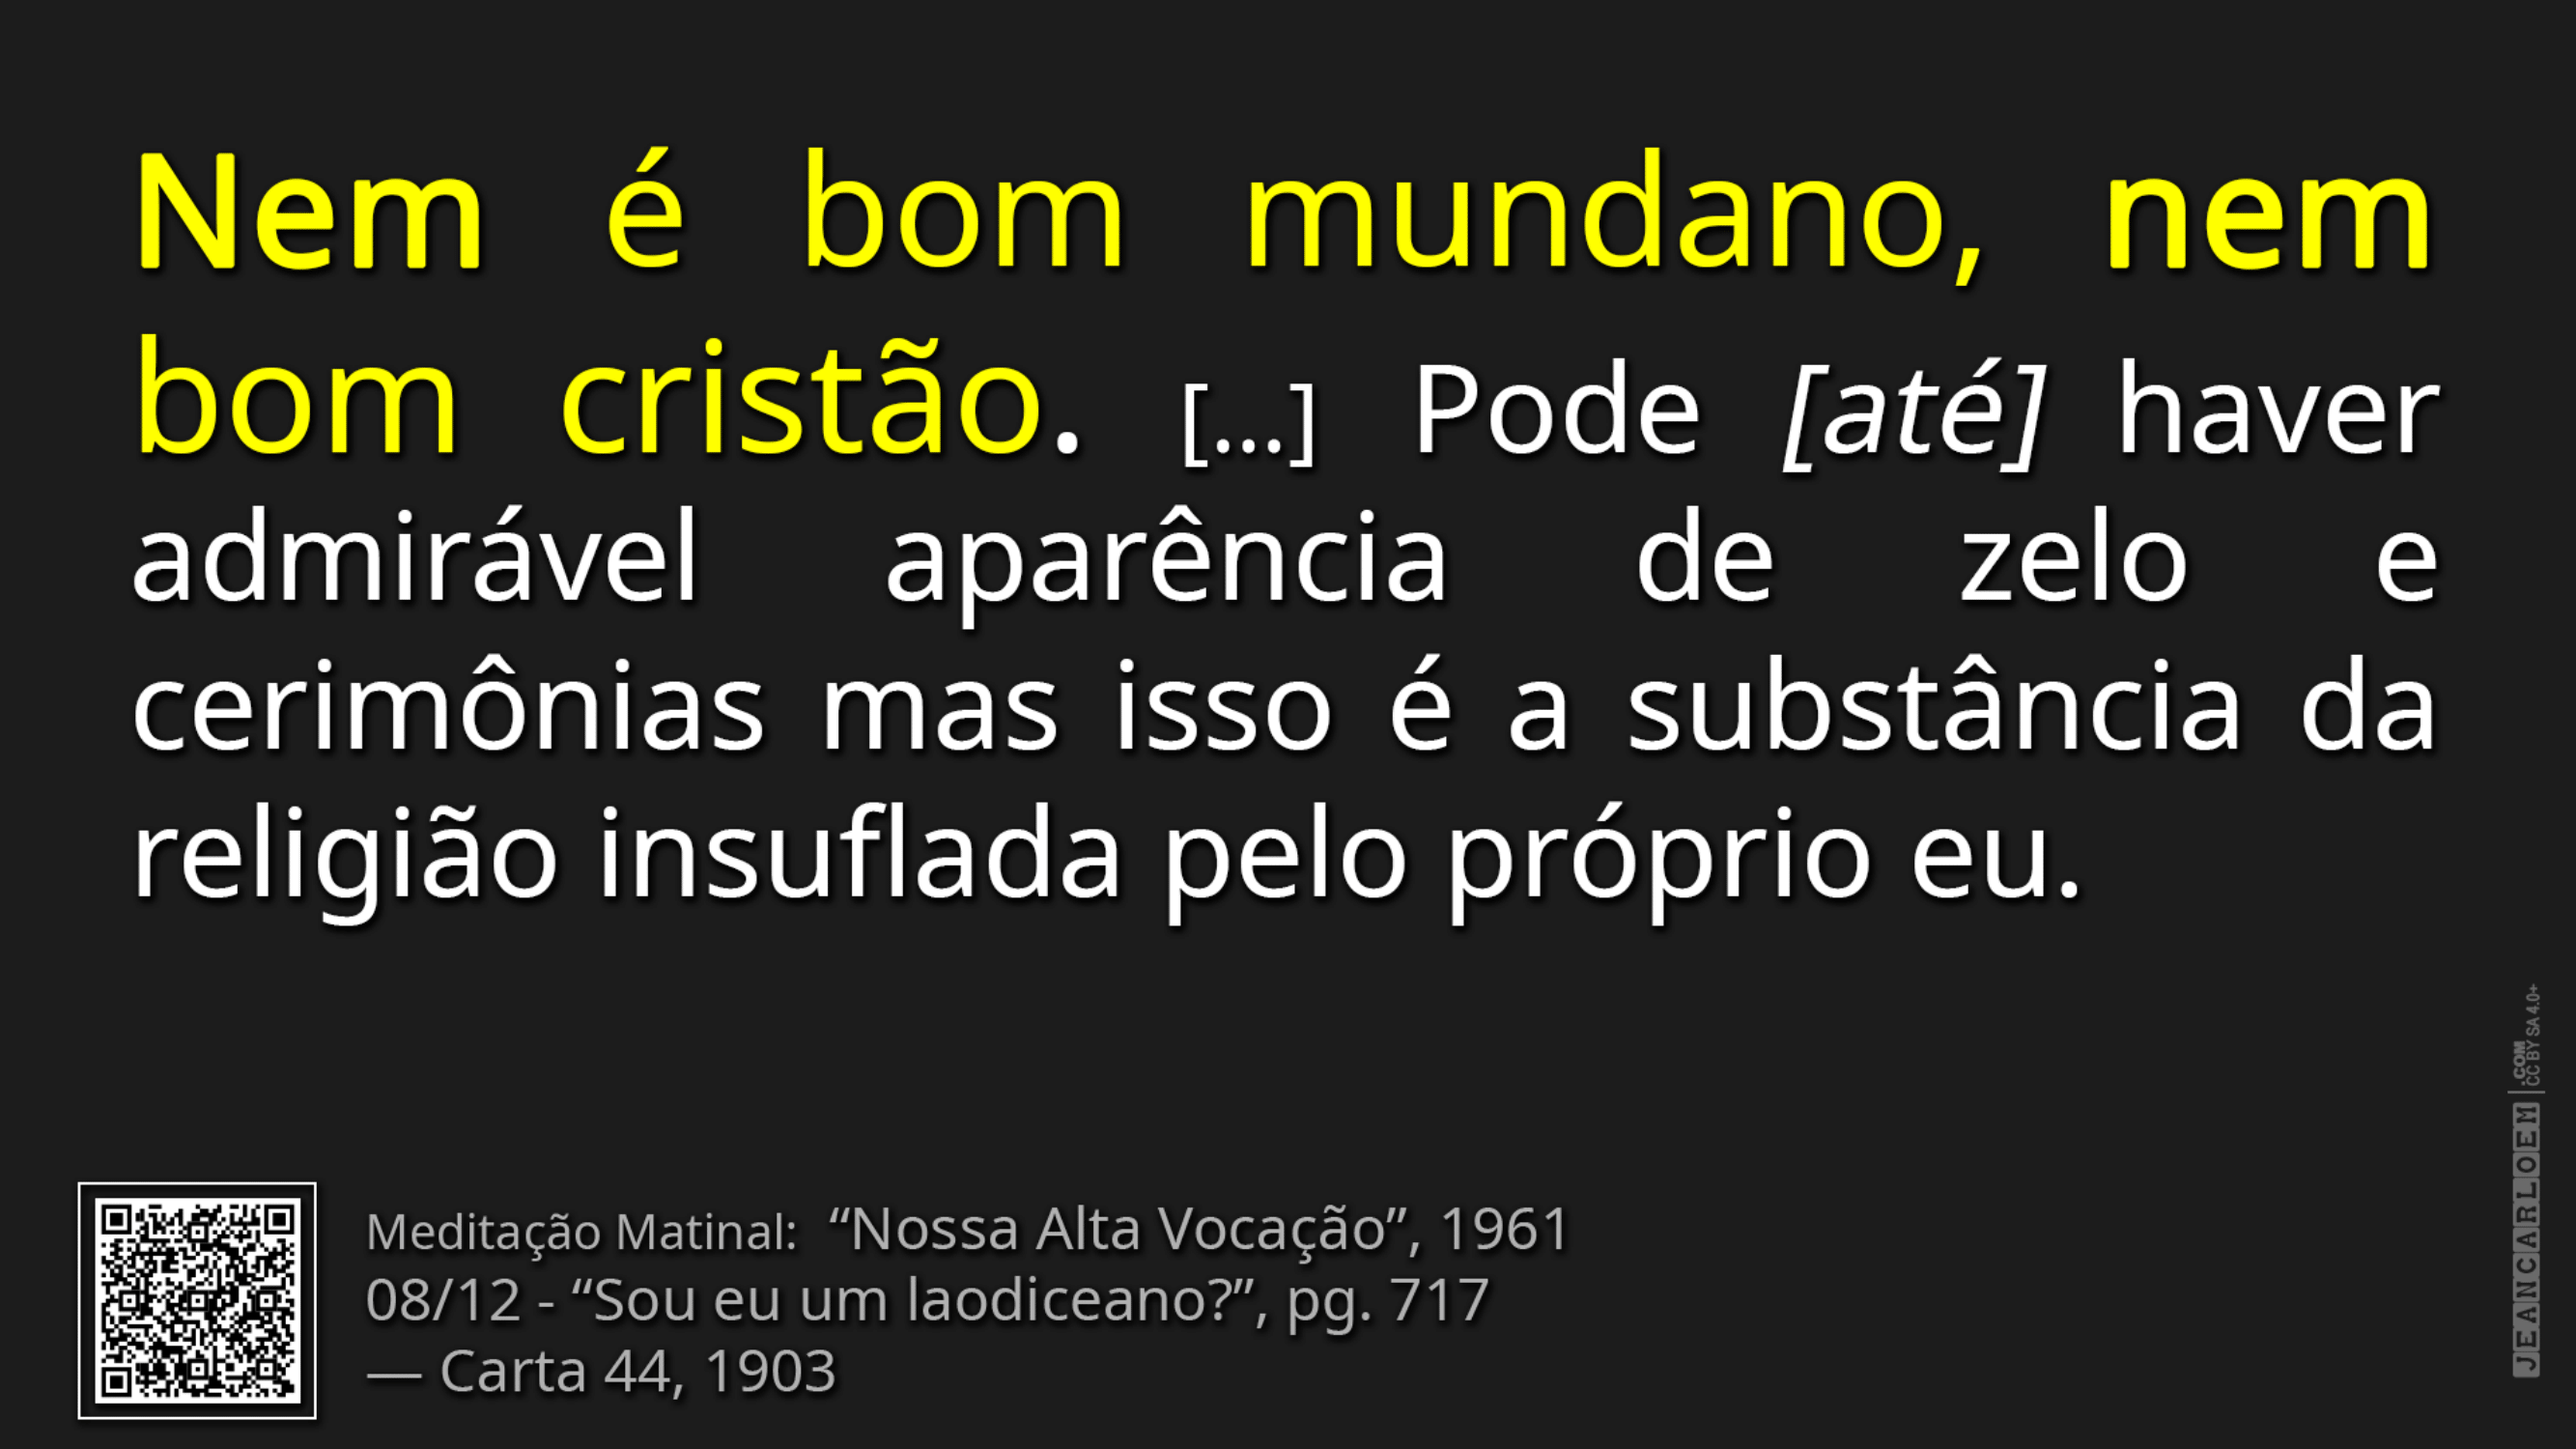 Nem é bom mundano, nem
bom cristão. [...] Pode [até] haver
admirável aparência de zelo e
cerimônias mas isso é a substância da
religião insuflada pelo próprio eu.
Meditação Matinal: “Nossa Alta Vocação”, 1961
08/12 - “Sou eu um laodiceano?”, pg. 717
— Carta 44, 1903
JEANCARLOEM
.COM
CC BY SA 4.0+